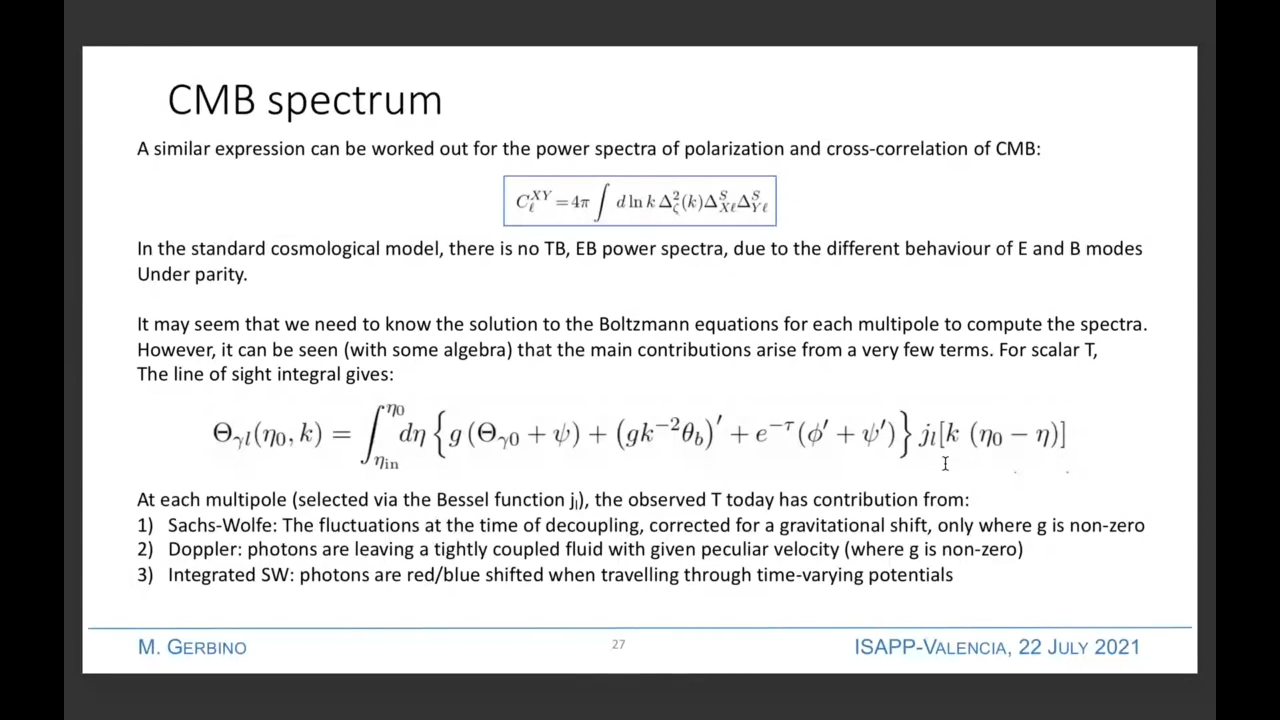 CMB spectrum
A similar expression can be worked out for the power spectra of polarization and cross-correlation of CMB:
C_ℓ^{XY} = 4π ∫ d ln k Δ_ζ^2(k) Δ_{Xℓ}^S Δ_{Yℓ}^S
In the standard cosmological model, there is no TB, EB power spectra, due to the different behaviour of E and B modes
Under parity.
It may seem that we need to know the solution to the Boltzmann equations for each multipole to compute the spectra.
However, it can be seen (with some algebra) that the main contributions arise from a very few terms. For scalar T,
The line of sight integral gives:
Θ_{γl}(η_0, k) = ∫_{η_in}^{η_0} dη {g (Θ_{γ0} + ψ) + (gk^{-2}θ_b)′ + e^{-τ}(ϕ′ + ψ′)} j_l[k (η_0 − η)]
At each multipole (selected via the Bessel function j_l), the observed T today has contribution from:
1) Sachs-Wolfe: The fluctuations at the time of decoupling, corrected for a gravitational shift, only where g is non-zero
2) Doppler: photons are leaving a tightly coupled fluid with given peculiar velocity (where g is non-zero)
3) Integrated SW: photons are red/blue shifted when travelling through time-varying potentials
M. GERBINO 27 ISAPP-VALENCIA, 22 JULY 2021